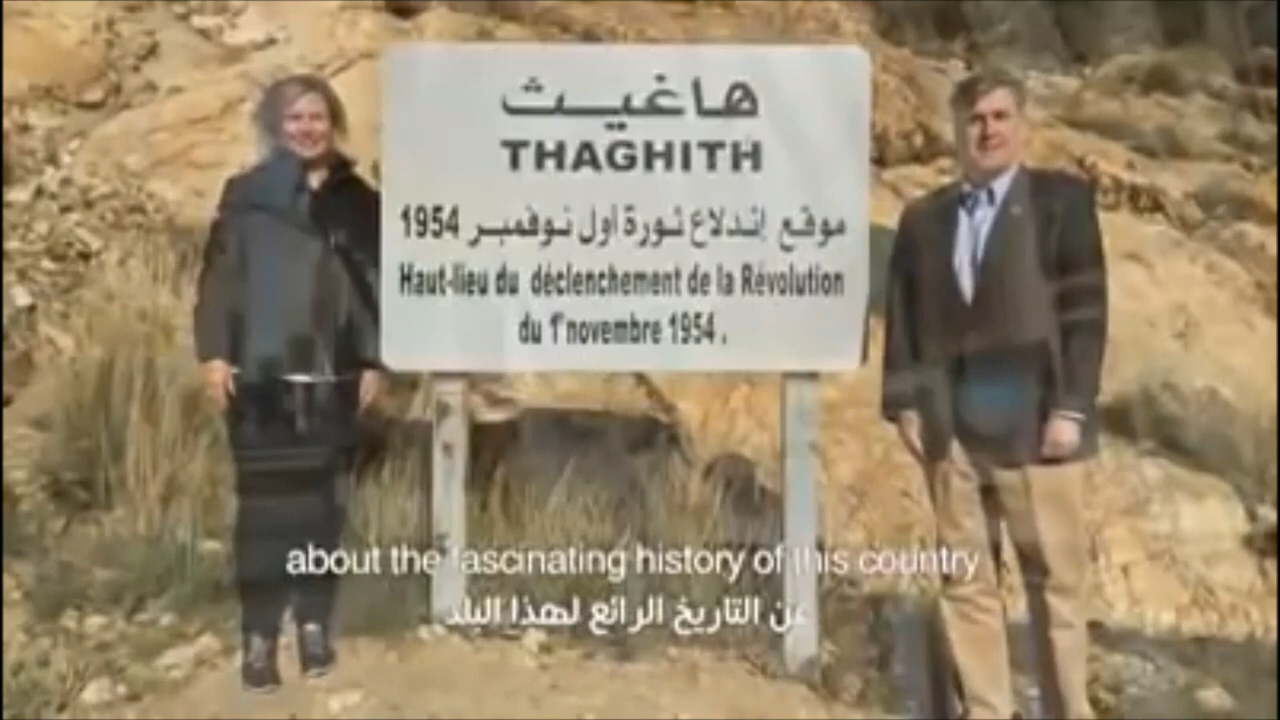 هاغيث
THAGHITH
موقع إندلاع ثورة أول نوفمبر 1954
Haut-lieu du déclenchement de la Révolution
du 1er novembre 1954 .
about the fascinating history of this country
عن التاريخ الرائع لهذا البلد